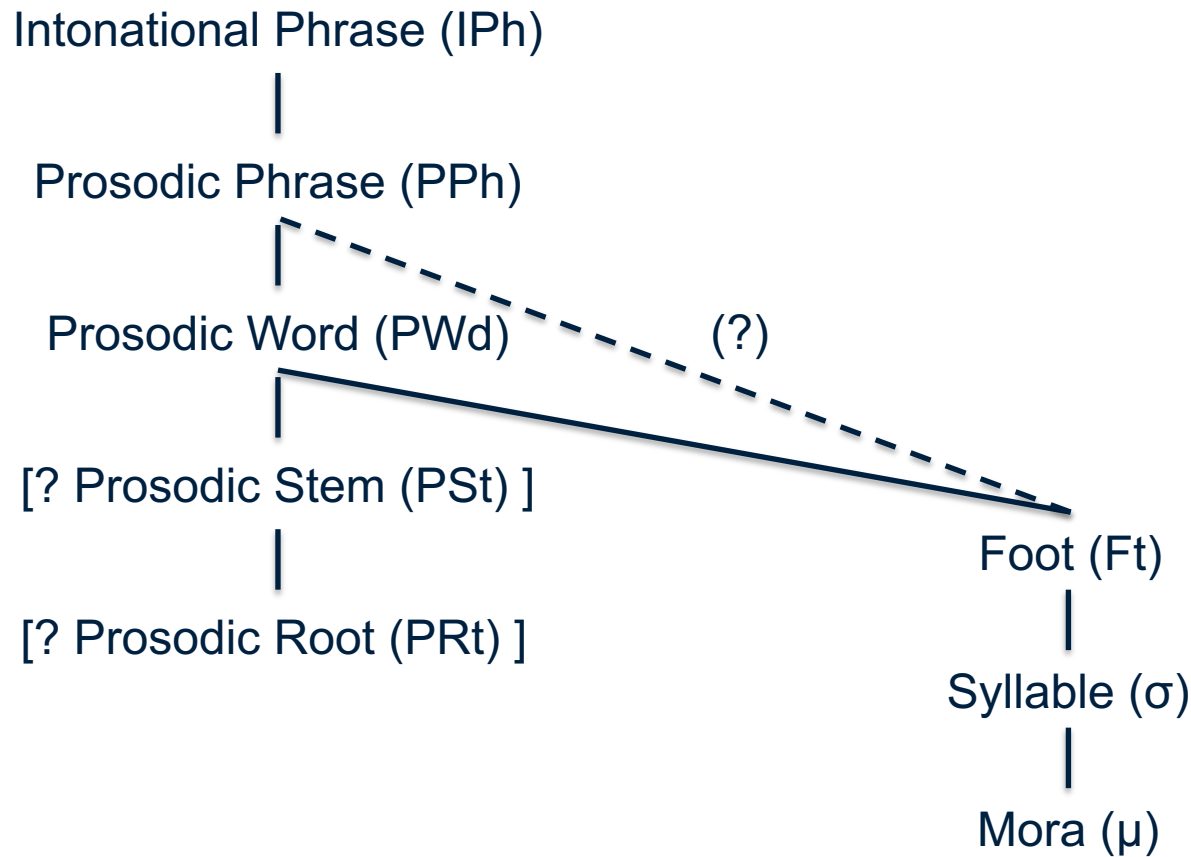 Intonational Phrase (IPh)
Prosodic Phrase (PPh)
Prosodic Word (PWd)
(?)
[? Prosodic Stem (PSt) ]
Foot (Ft)
[? Prosodic Root (PRt) ]
Syllable (σ)
Mora (µ)